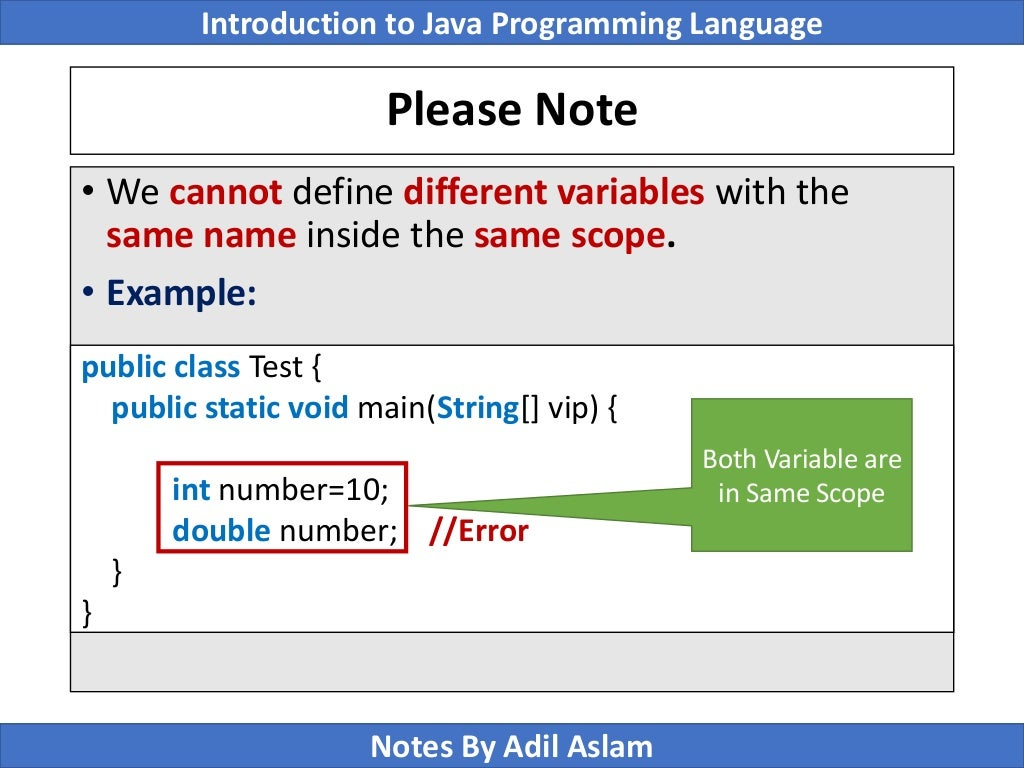 Introduction to Java Programming Language
Please Note
• We cannot define different variables with the
same name inside the same scope.
• Example:
public class Test {
public static void main(String[] vip) {
int number=10;
double number; //Error
}
}
Both Variable are
in Same Scope
Notes By Adil Aslam